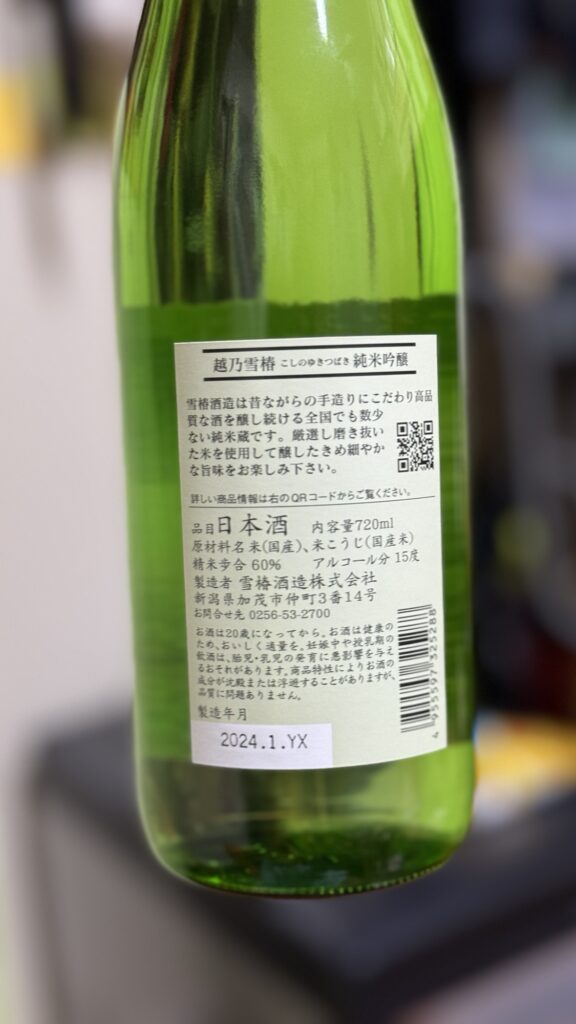 越乃雪椿 こしのゆきつばき 純米吟醸
雪椿酒造は昔ながらの手造りにこだわり高品
質な酒を醸し続ける全国でも数少
ない純米蔵です。厳選し磨き抜い
た米を使用して醸したきめ細やか
な旨味をお楽しみ下さい。
詳しい商品情報は右のQRコードからご覧ください。
品目 日本酒 内容量720ml
原材料名 米(国産)、米こうじ(国産米)
精米歩合 60% アルコール分 15度
製造者 雪椿酒造株式会社
新潟県加茂市仲町3番14号
お問合せ先 0256-53-2700
お酒は20歳になってから。お酒は健康の
ため、おいしく適量を。妊娠中や授乳期の
飲酒は、胎児・乳児の発育に悪影響を与え
るおそれがあります。商品特性によりお酒の
成分が沈殿または浮遊することがありますが、
品質に問題ありません。
製造年月
2024.1.YX
4 955597 325288